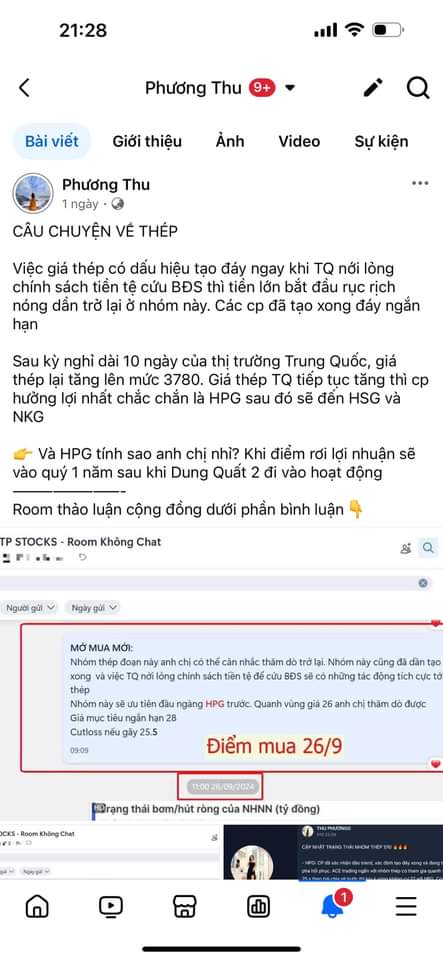 21:28
Phương Thu 9+
Bài viết Giới thiệu Ảnh Video Sự kiện
Phương Thu
1 ngày
CÂU CHUYỆN VỀ THÉP
Việc giá thép có dấu hiệu tạo đáy ngay khi TQ nới lỏng
chính sách tiền tệ cứu BĐS thì tiền lớn bắt đầu rục rịch
nóng dần trở lại ở nhóm này. Các cp đã tạo xong đáy ngắn
hạn
Sau kỳ nghỉ dài 10 ngày của thị trường Trung Quốc, giá
thép lại tăng lên mức 3780. Giá thép TQ tiếp tục tăng thì cp
hưởng lợi nhất chắc chắn là HPG sau đó sẽ đến HSG và
NKG
👉 Và HPG tính sao anh chị nhỉ? Khi điểm rơi lợi nhuận sẽ
vào quý 1 năm sau khi Dung Quất 2 đi vào hoạt động
———————-
Room thảo luận cộng đồng dưới phần bình luận 👇
TP STOCKS - Room Không Chat
Người gửi Ngày gửi
MỞ MUA MỚI:
Nhóm thép đoạn này anh chị có thể cân nhắc thăm dò trở lại. Nhóm này cũng đã dần tạo
xong và việc TQ nới lỏng chính sách tiền tệ để cứu BĐS sẽ có những tác động tích cực tớ
thép
Nhóm này sẽ ưu tiên đầu ngàng HPG trước. Quanh vùng giá 26 anh chị thăm dò được
Giá mục tiêu ngắn hạn 28
Cutloss nếu gãy 25.5
09:09
Điểm mua 26/9
11:00 26/09/2024
trạng thái bơm/hút ròng của NHNN (tỷ đồng)
OCKS - Room Không Chat
Ngày gửi
THU PHƯƠNGG
CẬP NHẬT TRẠNG THÁI NHÓM THÉP
1